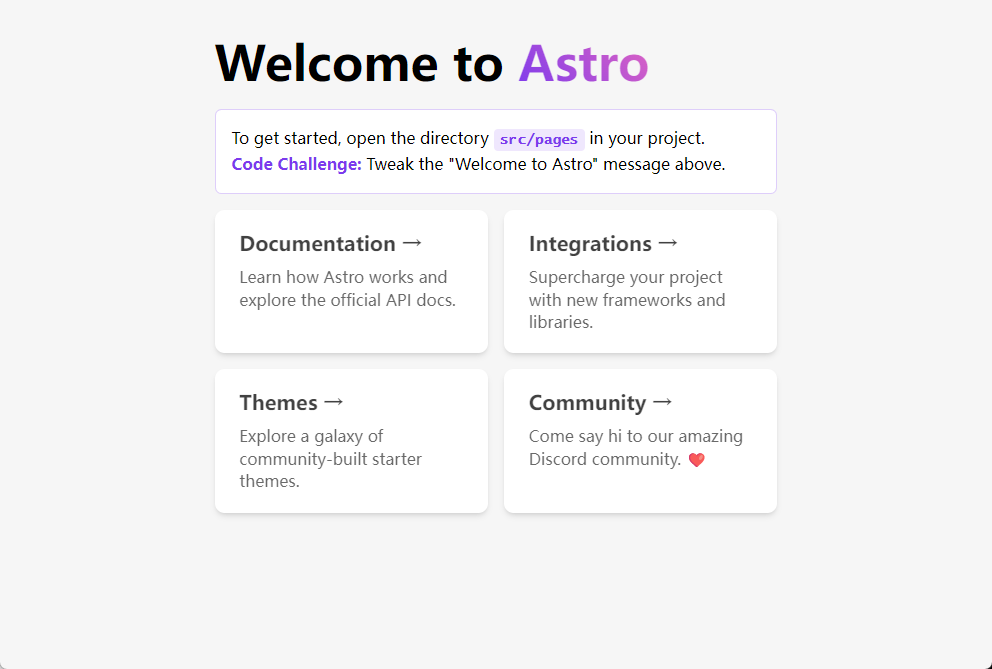 Welcome to Astro
To get started, open the directory src/pages in your project.
Code Challenge: Tweak the "Welcome to Astro" message above.
Documentation →
Learn how Astro works and
explore the official API docs.
Integrations →
Supercharge your project
with new frameworks and
libraries.
Themes →
Explore a galaxy of
community-built starter
themes.
Community →
Come say hi to our amazing
Discord community. ❤️